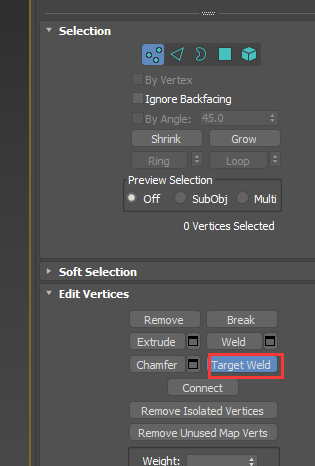 Selection
By Vertex
Ignore Backfacing
By Angle: 45.0
Shrink Grow
Ring Loop
Preview Selection
Off SubObj Multi
0 Vertices Selected
Soft Selection
Edit Vertices
Remove Break
Extrude Weld
Chamfer Target Weld
Connect
Remove Isolated Vertices
Remove Unused Map Verts
Weight: